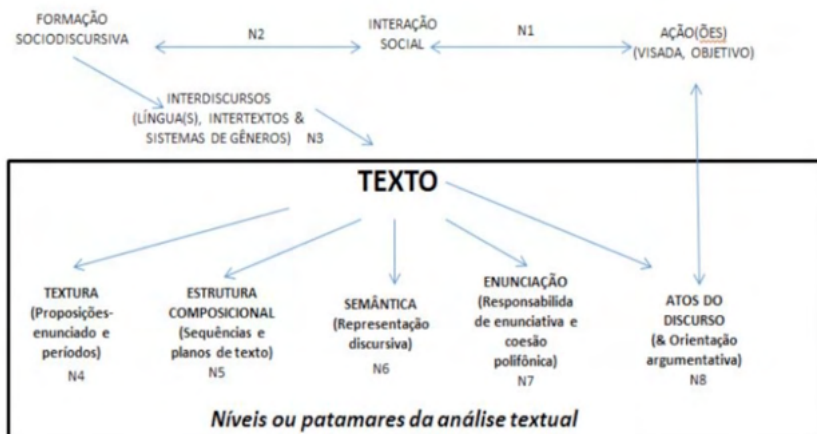 FORMAÇÃO
SOCIODISCURSIVA
N2
INTERAÇÃO
SOCIAL
N1
AÇÃO(ÕES)
(VISADA, OBJETIVO)
INTERDISCURSOS
(LÍNGUA(S), INTERTEXTOS &
SISTEMAS DE GÊNEROS) N3
TEXTO
TEXTURA
(Proposições-
enunciado e
períodos)
N4
ESTRUTURA
COMPOSICIONAL
(Sequências e
planos de texto)
N5
SEMÂNTICA
(Representação
discursiva)
N6
ENUNCIAÇÃO
(Responsabilida
de enunciativa e
coesão
polifônica)
N7
ATOS DO
DISCURSO
(& Orientação
argumentativa)
N8
Níveis ou patamares da análise textual